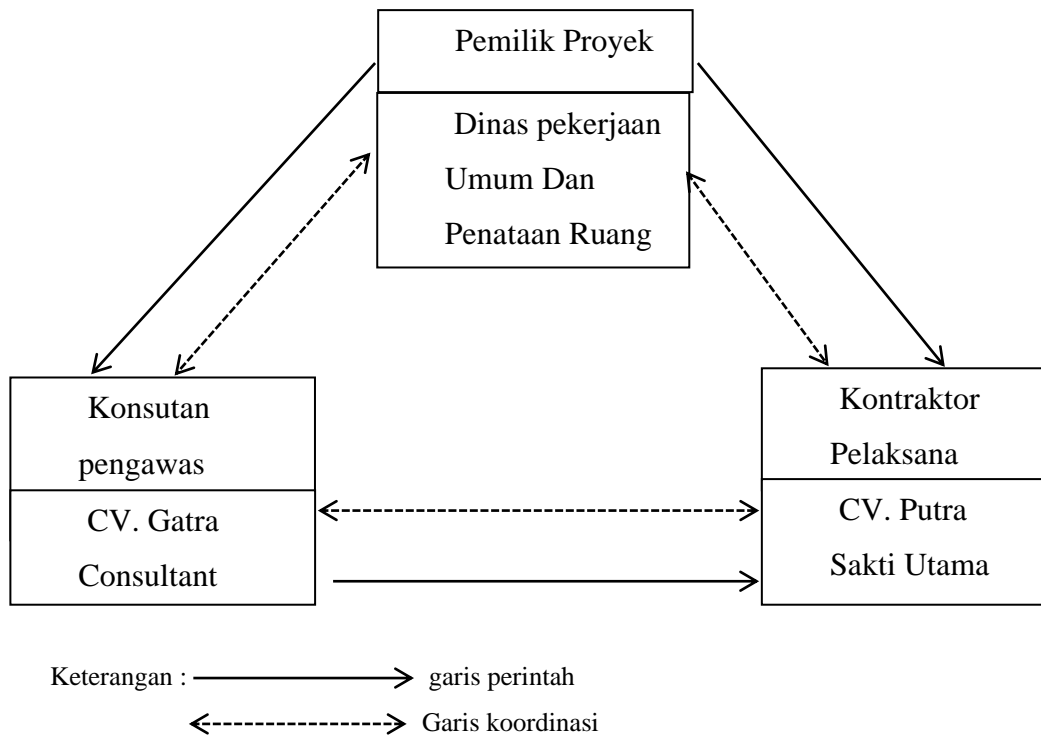 Pemilik Proyek
Dinas pekerjaan
Umum Dan
Penataan Ruang
Konsutan
pengawas
CV. Gatra
Consultant
Kontraktor
Pelaksana
CV. Putra
Sakti Utama
Keterangan :
garis perintah
Garis koordinasi